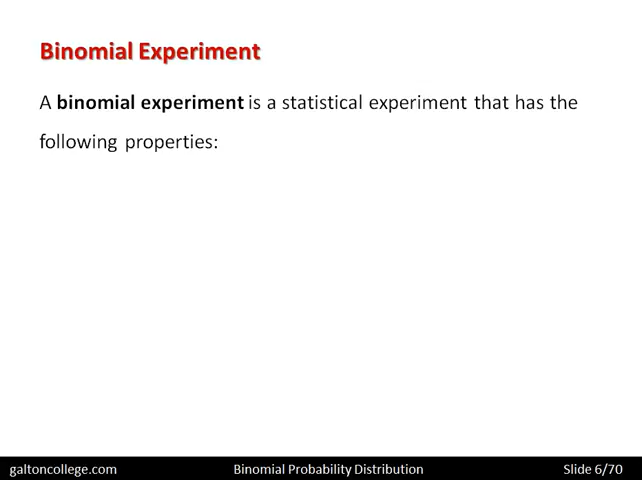 Binomial Experiment
A binomial experiment is a statistical experiment that has the
following properties:
galtoncollege.com
Binomial Probability Distribution
Slide 6/70